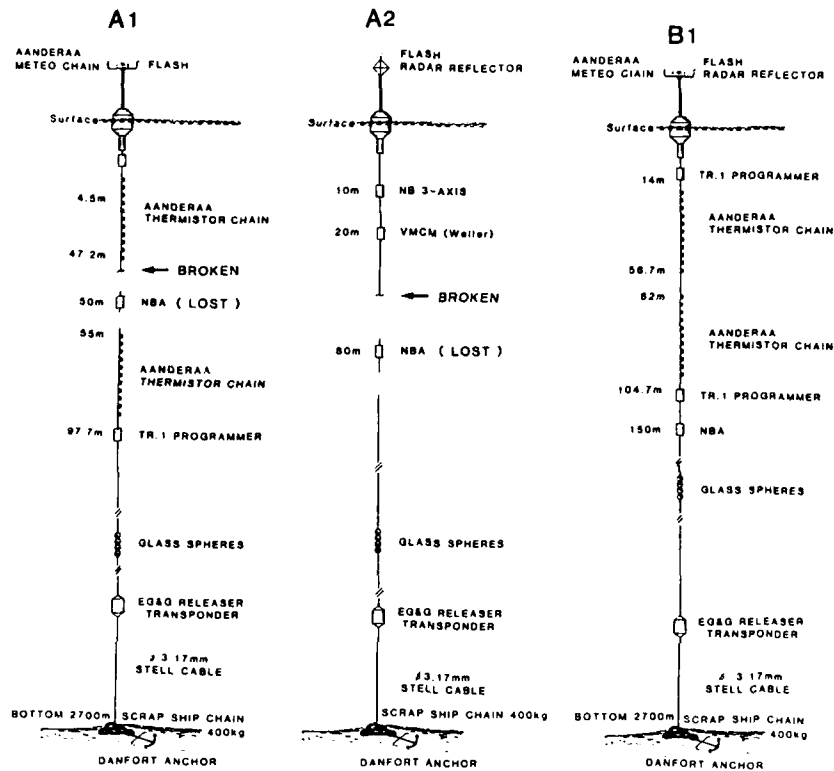 A1
AANDERAA
METEO CHAIN
FLASH
Surface
4.5m
AANDERAA
THERMISTOR CHAIN
47.2m
BROKEN
50m
NBA ( LOST )
55m
AANDERAA
THERMISTOR CHAIN
97.7m
TR.1 PROGRAMMER
GLASS SPHERES
EG&G RELEASER
TRANSPONDER
ϕ 3.17mm
STELL CABLE
BOTTOM 2700m
SCRAP SHIP CHAIN
400kg
DANFORT ANCHOR
A2
FLASH
RADAR REFLECTOR
Surface
10m
NB 3-AXIS
20m
VMCM (Weller)
BROKEN
80m
NBA ( LOST )
GLASS SPHERES
EG&G RELEASER
TRANSPONDER
ϕ3.17mm
STELL CABLE
SCRAP SHIP CHAIN 400kg
DANFORT ANCHOR
B1
AANDERAA
METEO CIAIN
FLASH
RADAR REFLECTOR
Surface
14m
TR.1 PROGRAMMER
AANDERAA
THERMISTOR CHAIN
56.7m
62m
AANDERAA
THERMISTOR CHAIN
104.7m
TR.1 PROGRAMMER
150m
NBA
GLASS SPHERES
EG&G RELEASER
TRANSPONDER
ϕ 3.17mm
STELL CABLE
BOTTOM 2700m
SCRAP SHIP CHAIN
400kg
DANFORT ANCHOR